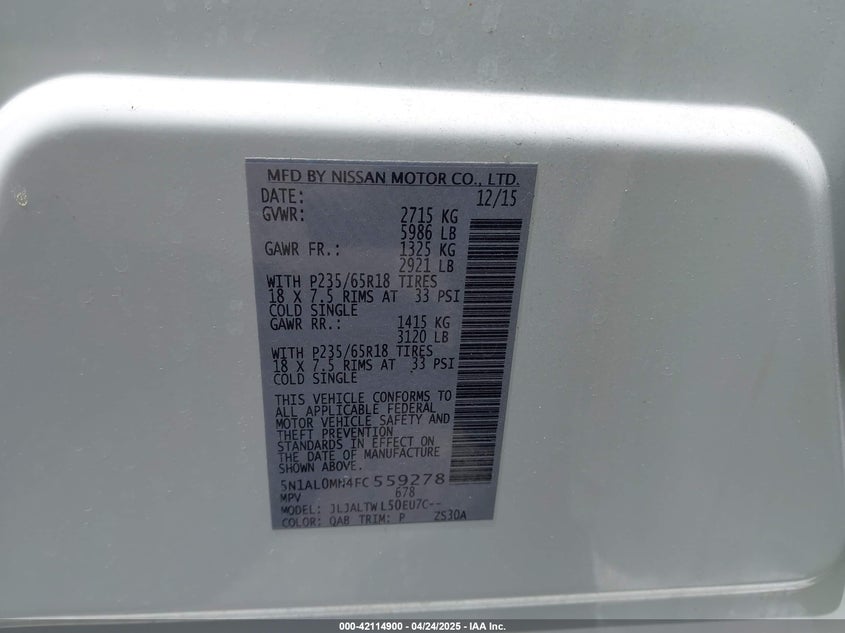 MFD BY NISSAN MOTOR CO., LTD.
DATE: 12/15
GVWR: 2715 KG
5986 LB
GAWR FR.: 1325 KG
2921 LB
WITH P235/65R18 TIRES
18 X 7.5 RIMS AT 33 PSI
COLD SINGLE
GAWR RR.: 1415 KG
3120 LB
WITH P235/65R18 TIRES
18 X 7.5 RIMS AT 33 PSI
COLD SINGLE
THIS VEHICLE CONFORMS TO
ALL APPLICABLE FEDERAL
MOTOR VEHICLE SAFETY AND
THEFT PREVENTION
STANDARDS IN EFFECT ON
THE DATE OF MANUFACTURE
SHOWN ABOVE.
5N1AL0MN4FC559278
MPV 678
MODEL: JLJALTWL50EU7C--
COLOR: QAB TRIM: P ZS30A
000-42114900 - 04/24/2025 - IAA Inc.